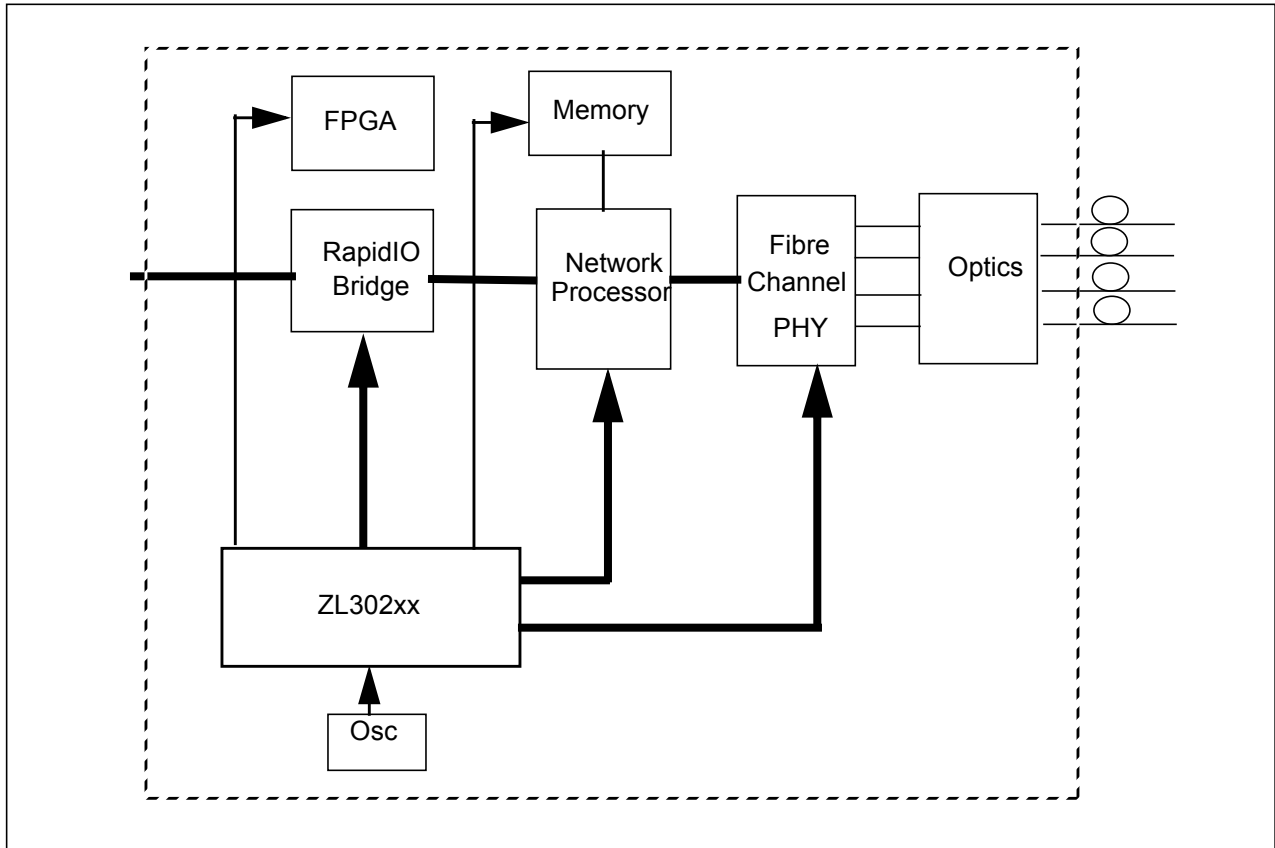 FPGA
Memory
RapidIO
Bridge
Network
Processor
Fibre
Channel
PHY
Optics
ZL302xx
Osc